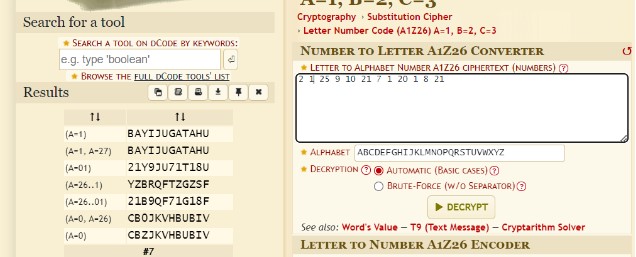 Search for a tool
★ Search a tool on dCode by keywords:
e.g. type 'boolean'
★ Browse the full dCode tools' list
Results
↑↓ ↑↓
(A=1) BAYIJUGATAHU
(A=1, A=27) BAYIJUGATAHU
(A=01) 21Y9JU71T18U
(A=26..1) YZBRQFTZGZSF
(A=26..01) 21B9QF71G18F
(A=0, A=26) CBOJKVHBUBIV
(A=0) CBZJKVHBUBIV
#7
A=1, B=2, C=3
Cryptography › Substitution Cipher
› Letter Number Code (A1Z26) A=1, B=2, C=3
Number to Letter A1Z26 Converter
★ Letter to Alphabet Number A1Z26 ciphertext (numbers) ?
2 1 25 9 10 21 7 1 20 1 8 21
★ Alphabet ABCDEFGHIJKLMNOPQRSTUVWXYZ
★ Decryption ? Automatic (Basic cases) ?
Brute-Force (w/o Separator) ?
▶ DECRYPT
See also: Word's Value — T9 (Text Message) — Cryptarithm Solver
Letter to Number A1Z26 Encoder